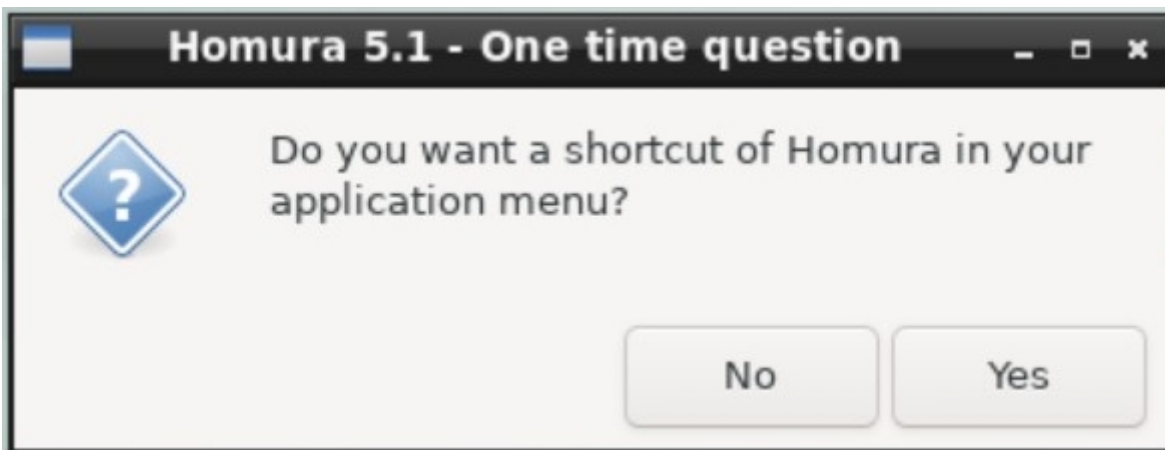 Homura 5.1 - One time question
Do you want a shortcut of Homura in your
application menu?
No
Yes